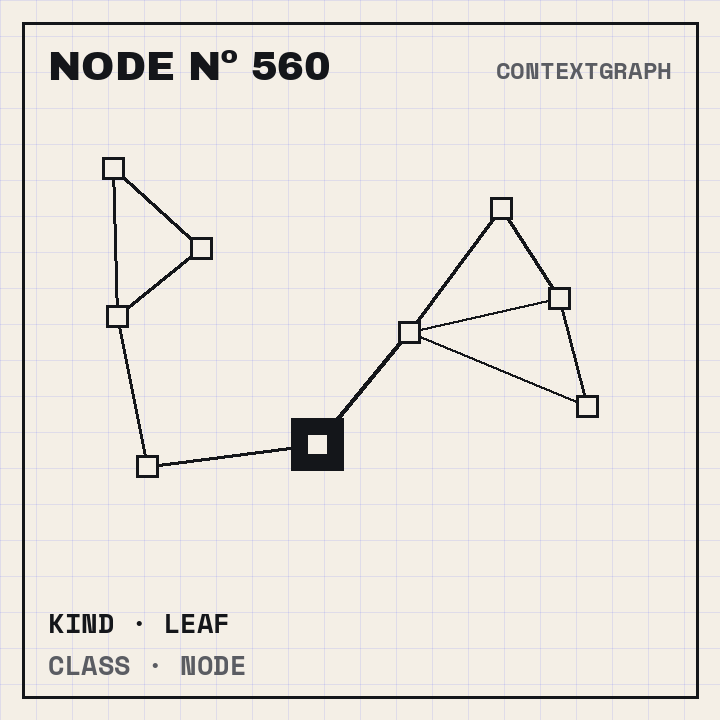 NODE Nº 560
CONTEXTGRAPH
KIND · LEAF
CLASS · NODE